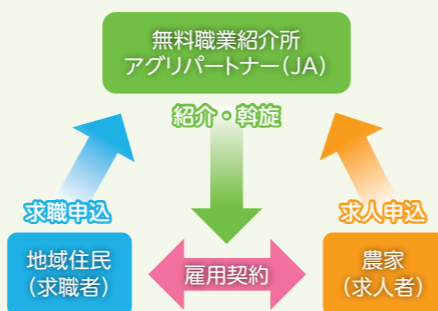 無料職業紹介所
アグリパートナー(JA)
紹介・斡旋
求職申込
求人申込
地域住民
(求職者)
雇用契約
農家
(求人者)